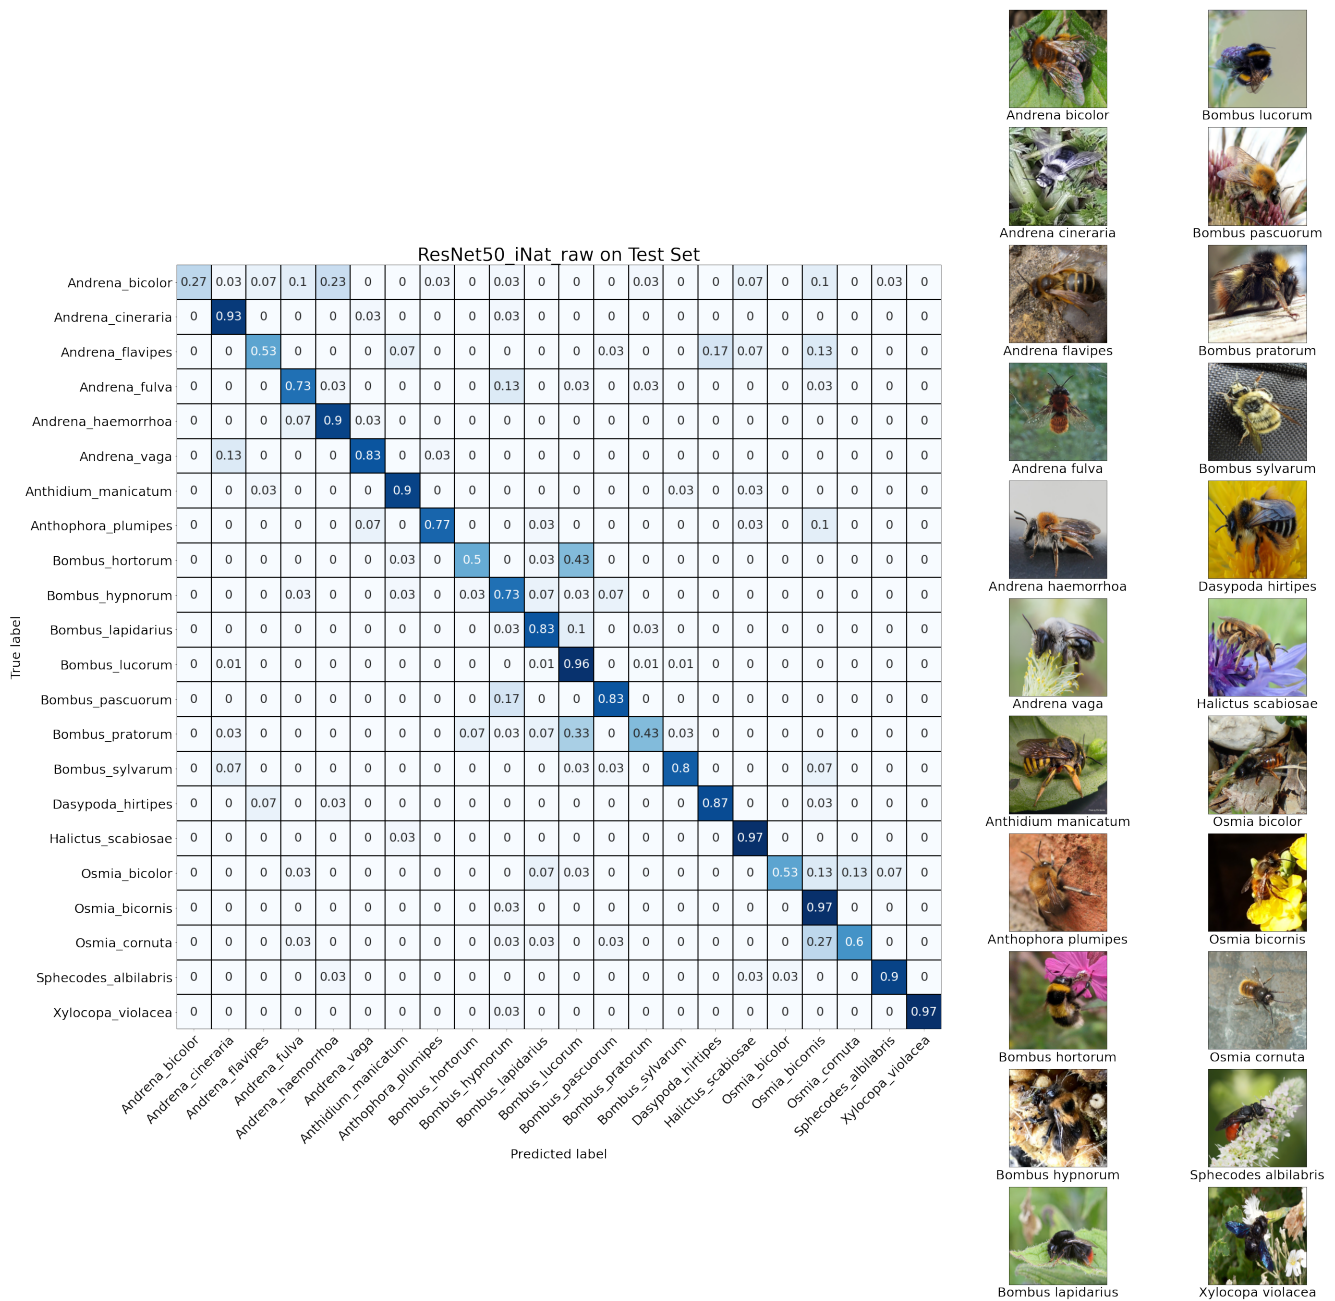 ResNet50_iNat_raw on Test Set
True label
Andrena_bicolor 0.27 0.03 0.07 0.1 0.23 0 0 0.03 0 0.03 0 0 0 0.03 0 0 0.07 0 0.1 0 0.03 0
Andrena_cineraria 0 0.93 0 0 0 0.03 0 0 0 0.03 0 0 0 0 0 0 0 0 0 0 0 0
Andrena_flavipes 0 0 0.53 0 0 0 0.07 0 0 0 0 0 0.03 0 0 0.17 0.07 0 0.13 0 0 0
Andrena_fulva 0 0 0 0.73 0.03 0 0 0 0 0.13 0 0.03 0 0.03 0 0 0 0 0.03 0 0 0
Andrena_haemorrhoa 0 0 0 0.07 0.9 0.03 0 0 0 0 0 0 0 0 0 0 0 0 0 0 0 0
Andrena_vaga 0 0.13 0 0 0 0.83 0 0.03 0 0 0 0 0 0 0 0 0 0 0 0 0 0
Anthidium_manicatum 0 0 0.03 0 0 0 0.9 0 0 0 0 0 0 0 0.03 0 0.03 0 0 0 0 0
Anthophora_plumipes 0 0 0 0 0 0.07 0 0.77 0 0 0.03 0 0 0 0 0 0.03 0 0.1 0 0 0
Bombus_hortorum 0 0 0 0 0 0 0.03 0 0.5 0 0.03 0.43 0 0 0 0 0 0 0 0 0 0
Bombus_hypnorum 0 0 0 0.03 0 0 0.03 0 0.03 0.73 0.07 0.03 0.07 0 0 0 0 0 0 0 0 0
Bombus_lapidarius 0 0 0 0 0 0 0 0 0 0.03 0.83 0.1 0 0.03 0 0 0 0 0 0 0 0
Bombus_lucorum 0 0.01 0 0 0 0 0 0 0 0 0.01 0.96 0 0.01 0.01 0 0 0 0 0 0 0
Bombus_pascuorum 0 0 0 0 0 0 0 0 0 0.17 0 0 0.83 0 0 0 0 0 0 0 0 0
Bombus_pratorum 0 0.03 0 0 0 0 0 0 0.07 0.03 0.07 0.33 0 0.43 0.03 0 0 0 0 0 0 0
Bombus_sylvarum 0 0.07 0 0 0 0 0 0 0 0 0 0.03 0.03 0 0.8 0 0 0 0.07 0 0 0
Dasypoda_hirtipes 0 0 0.07 0 0.03 0 0 0 0 0 0 0 0 0 0 0.87 0 0 0.03 0 0 0
Halictus_scabiosae 0 0 0 0 0 0 0.03 0 0 0 0 0 0 0 0 0 0.97 0 0 0 0 0
Osmia_bicolor 0 0 0 0.03 0 0 0 0 0 0 0.07 0.03 0 0 0 0 0 0.53 0.13 0.13 0.07 0
Osmia_bicornis 0 0 0 0 0 0 0 0 0 0.03 0 0 0 0 0 0 0 0 0.97 0 0 0
Osmia_cornuta 0 0 0 0.03 0 0 0 0 0 0.03 0.03 0 0.03 0 0 0 0 0 0.27 0.6 0 0
Sphecodes_albilabris 0 0 0 0 0.03 0 0 0 0 0 0 0 0 0 0 0 0.03 0.03 0 0 0.9 0
Xylocopa_violacea 0 0 0 0 0 0 0 0 0 0.03 0 0 0 0 0 0 0 0 0 0 0 0.97
Andrena_bicolor
Andrena_cineraria
Andrena_flavipes
Andrena_fulva
Andrena_haemorrhoa
Andrena_vaga
Anthidium_manicatum
Anthophora_plumipes
Bombus_hortorum
Bombus_hypnorum
Bombus_lapidarius
Bombus_lucorum
Bombus_pascuorum
Bombus_pratorum
Bombus_sylvarum
Dasypoda_hirtipes
Halictus_scabiosae
Osmia_bicolor
Osmia_bicornis
Osmia_cornuta
Sphecodes_albilabris
Xylocopa_violacea
Predicted label
Andrena bicolor
Andrena cineraria
Andrena flavipes
Andrena fulva
Andrena haemorrhoa
Andrena vaga
Anthidium manicatum
Anthophora plumipes
Bombus hortorum
Bombus hypnorum
Bombus lapidarius
Bombus lucorum
Bombus pascuorum
Bombus pratorum
Bombus sylvarum
Dasypoda hirtipes
Halictus scabiosae
Osmia bicolor
Osmia bicornis
Osmia cornuta
Sphecodes albilabris
Xylocopa violacea